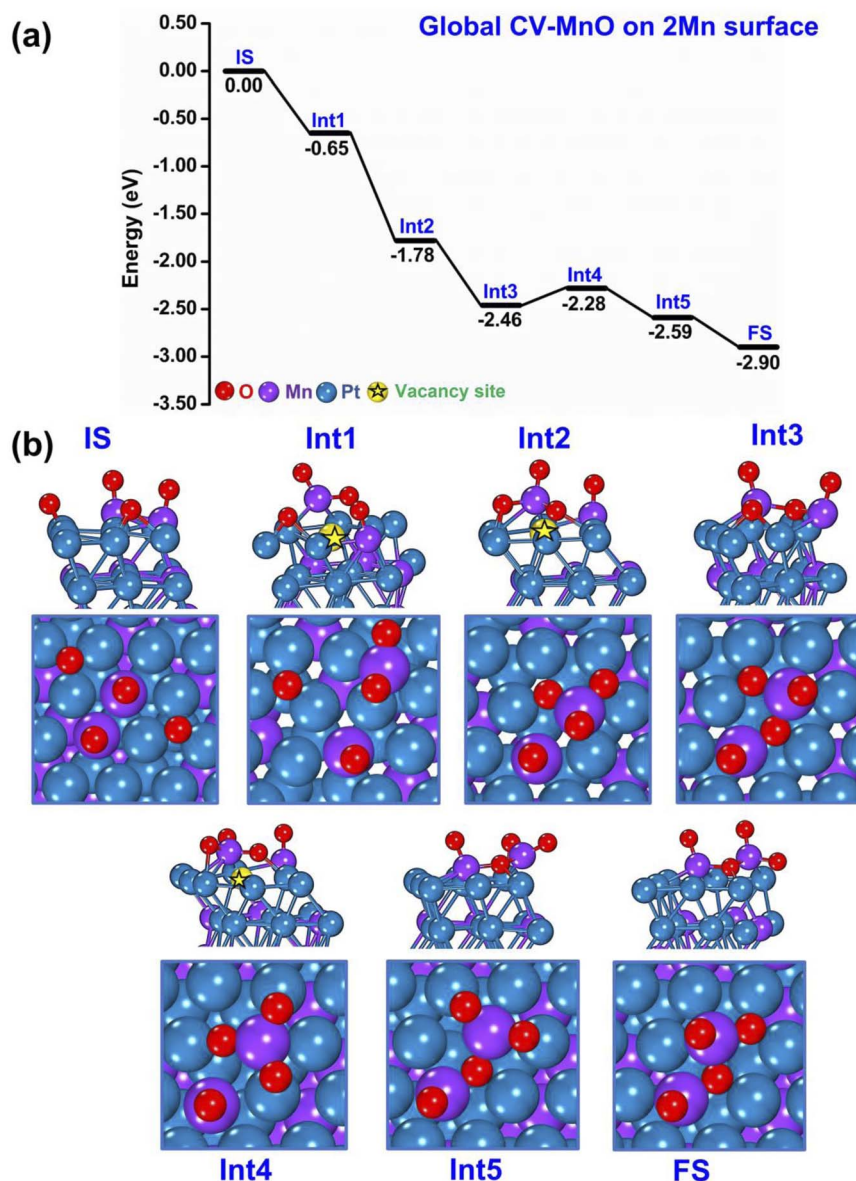 (a)
Global CV-MnO on 2Mn surface
Energy (eV)
0.50
0.00
-0.50
-1.00
-1.50
-2.00
-2.50
-3.00
-3.50
IS
0.00
Int1
-0.65
Int2
-1.78
Int3
-2.46
Int4
-2.28
Int5
-2.59
FS
-2.90
O Mn Pt Vacancy site
(b)
IS Int1 Int2 Int3
Int4 Int5 FS